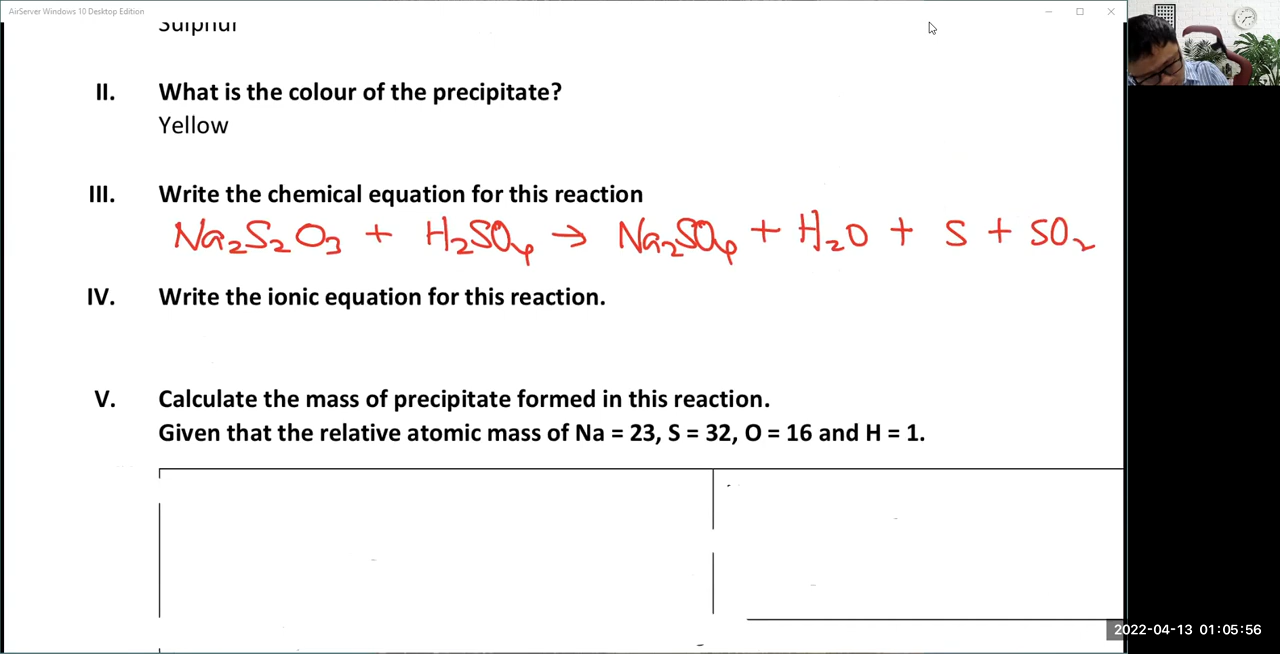 AirServer Windows 10 Desktop Edition
Sulphur
II. What is the colour of the precipitate?
Yellow
III. Write the chemical equation for this reaction
Na₂S₂O₃ + H₂SO₄ → Na₂SO₄ + H₂O + S + SO₂
IV. Write the ionic equation for this reaction.
V. Calculate the mass of precipitate formed in this reaction.
Given that the relative atomic mass of Na = 23, S = 32, O = 16 and H = 1.
2022-04-13 01:05:56